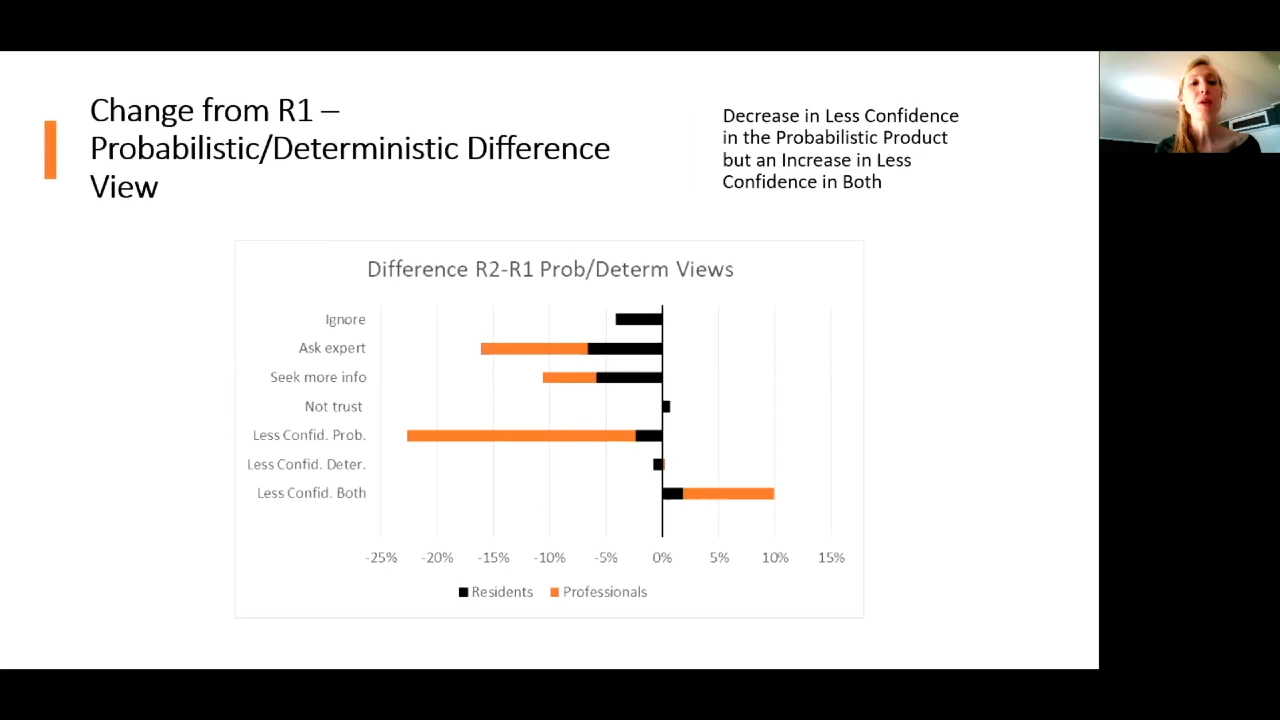 Change from R1 –
Probabilistic/Deterministic Difference
View
Decrease in Less Confidence
in the Probabilistic Product
but an Increase in Less
Confidence in Both
Difference R2-R1 Prob/Determ Views
Ignore
Ask expert
Seek more info
Not trust
Less Confid. Prob.
Less Confid. Deter.
Less Confid. Both
-25% -20% -15% -10% -5% 0% 5% 10% 15%
Residents Professionals